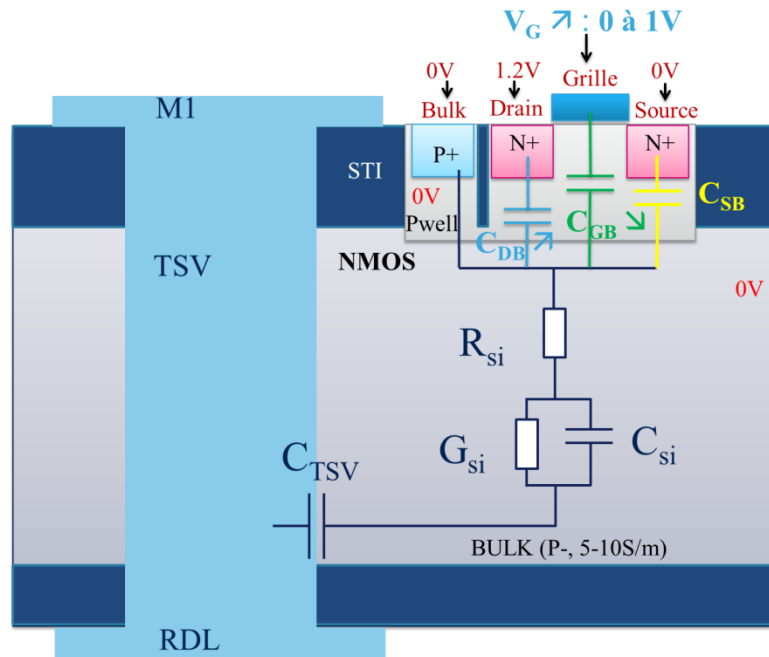 V_G ↗ : 0 à 1V
0V 1.2V Grille 0V
Bulk Drain Source
M1
P+ N+ N+
STI
0V
Pwell
C_DB ↗ C_GB ↘ C_SB
TSV NMOS 0V
R_si
G_si C_si
C_TSV
BULK (P-, 5-10S/m)
RDL